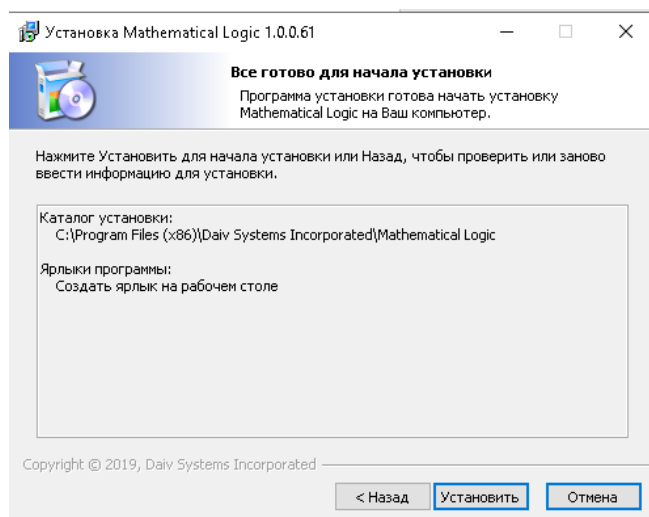 Установка Mathematical Logic 1.0.0.61
Все готово для начала установки
Программа установки готова начать установку
Mathematical Logic на Ваш компьютер.
Нажмите Установить для начала установки или Назад, чтобы проверить или заново
ввести информацию для установки.
Каталог установки:
C:\Program Files (x86)\Daiv Systems Incorporated\Mathematical Logic
Ярлыки программы:
Создать ярлык на рабочем столе
Copyright © 2019, Daiv Systems Incorporated
< Назад Установить Отмена